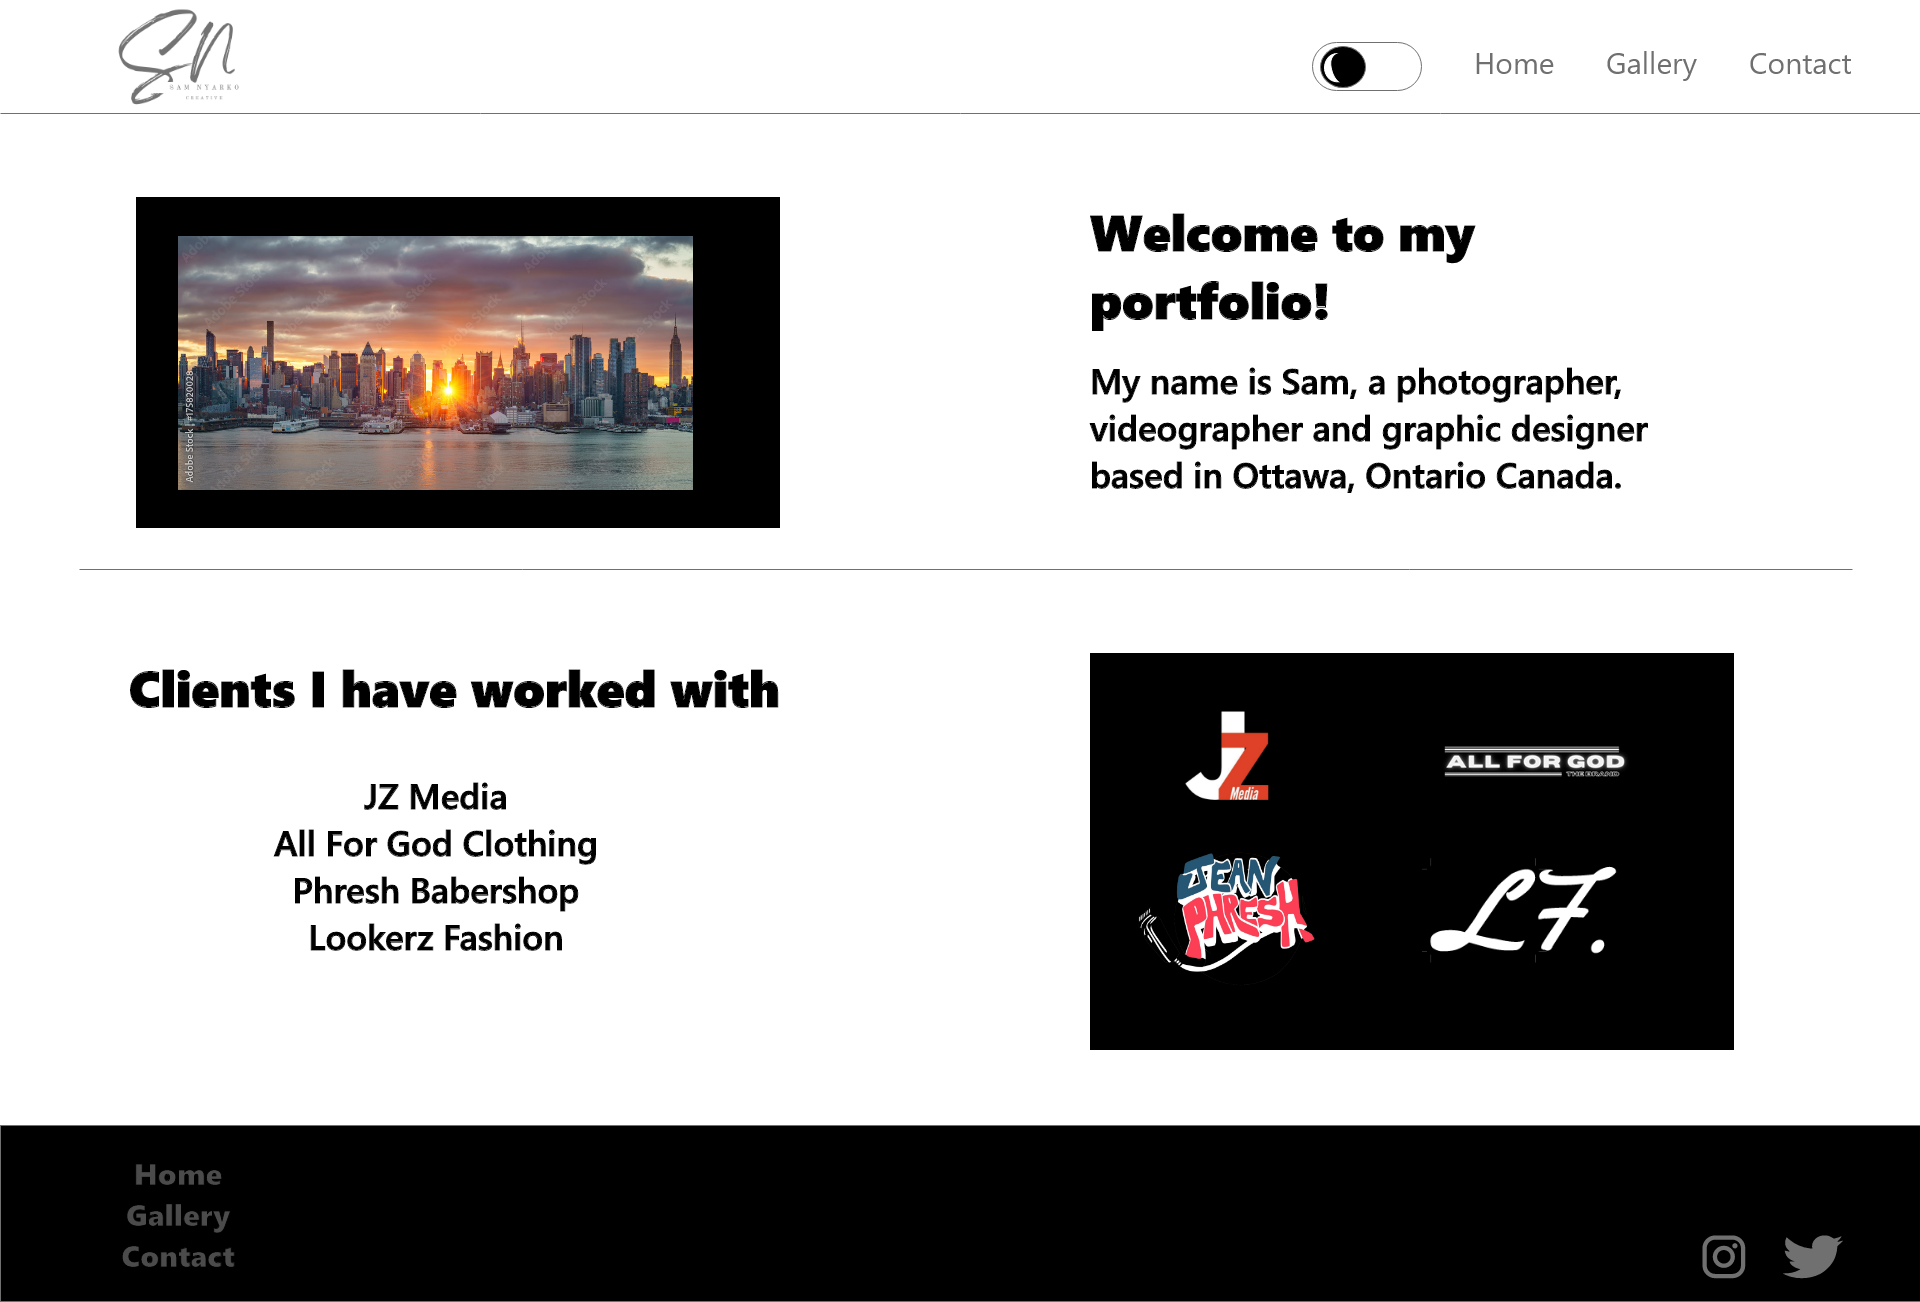 SN
SAM NYARKO
CREATIVE
Home Gallery Contact
Adobe Stock | #175820028
Welcome to my
portfolio!
My name is Sam, a photographer,
videographer and graphic designer
based in Ottawa, Ontario Canada.
Clients I have worked with
JZ Media
All For God Clothing
Phresh Babershop
Lookerz Fashion
JZ
Media
ALL FOR GOD
THE BRAND
JEAN
PHRESH
LF.
Home
Gallery
Contact